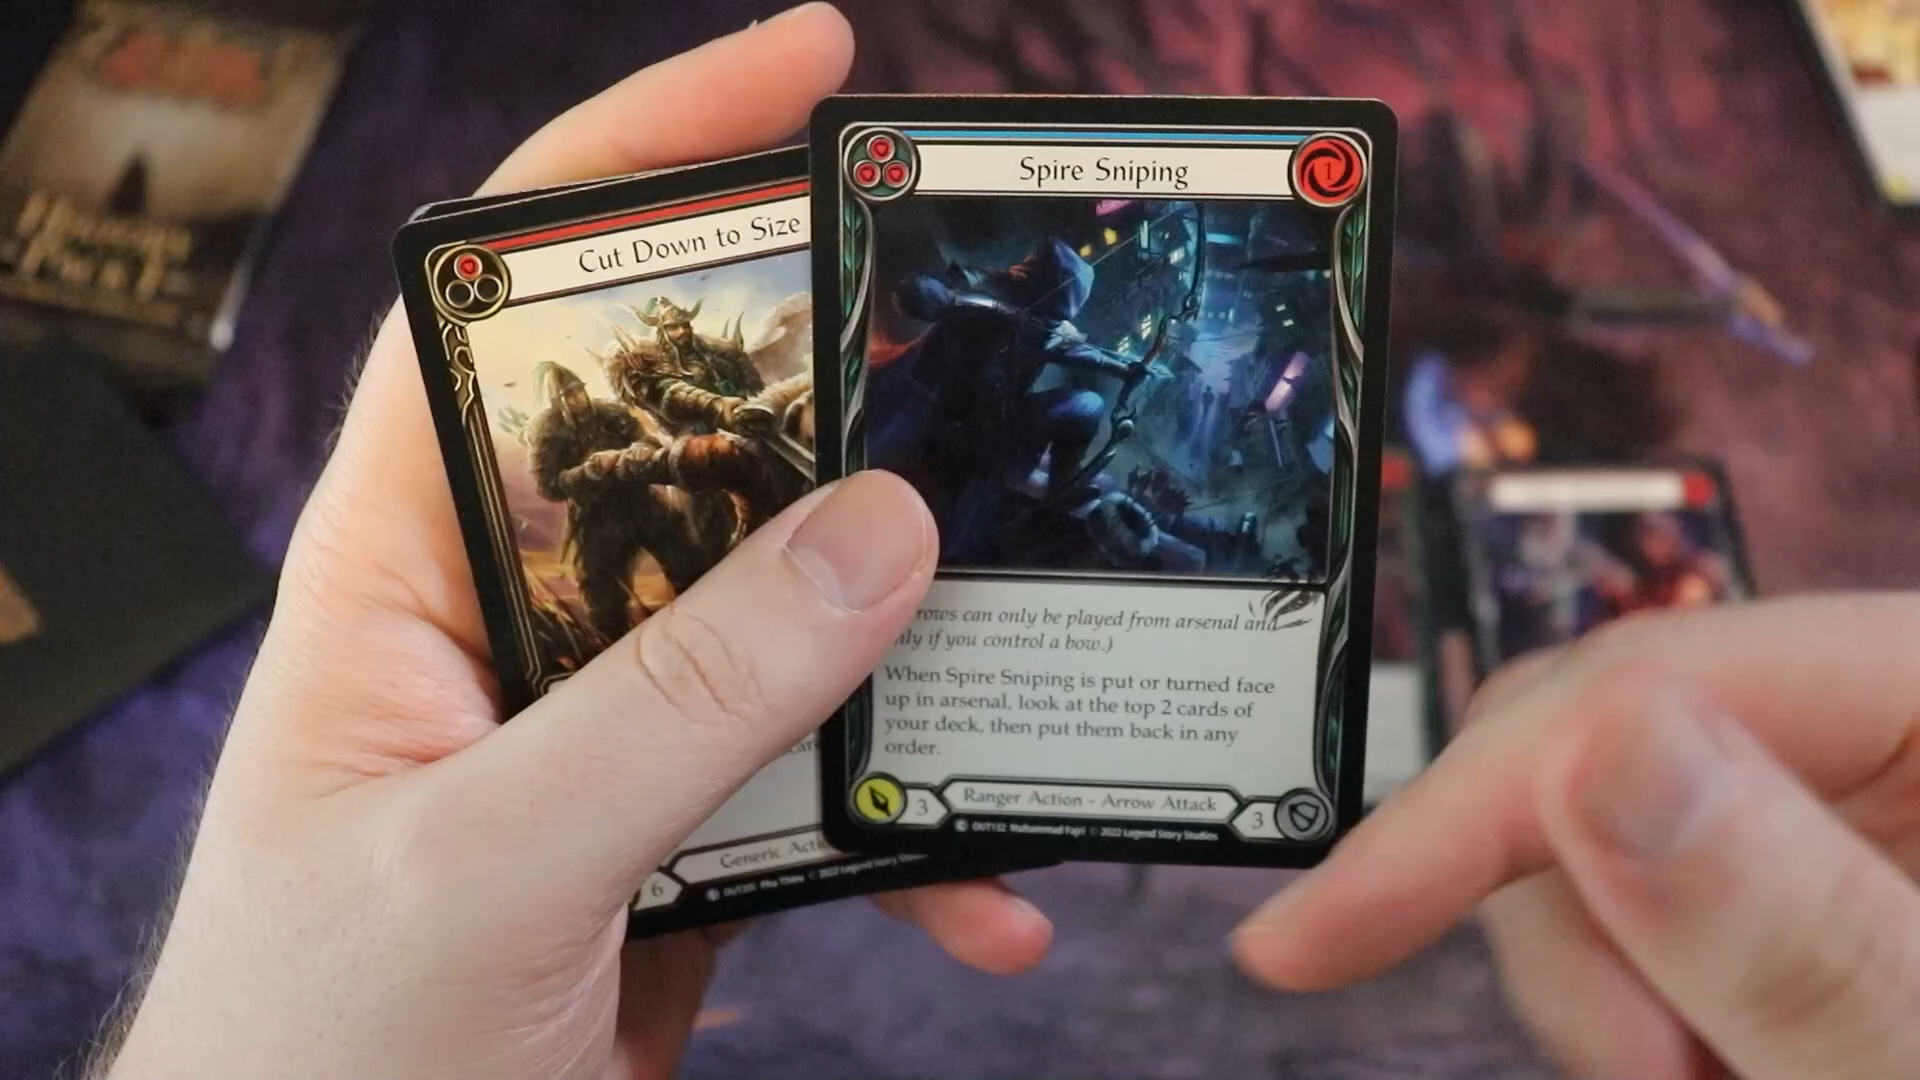 Spire Sniping
1
rows can only be played from arsenal and
nly if you control a bow.)
When Spire Sniping is put or turned face
up in arsenal, look at the top 2 cards of
your deck, then put them back in any
order.
3
Ranger Action - Arrow Attack
3
OUT132 Muhammad Fajri © 2022 Legend Story Studios
Cut Down to Size
6
Generic Acti